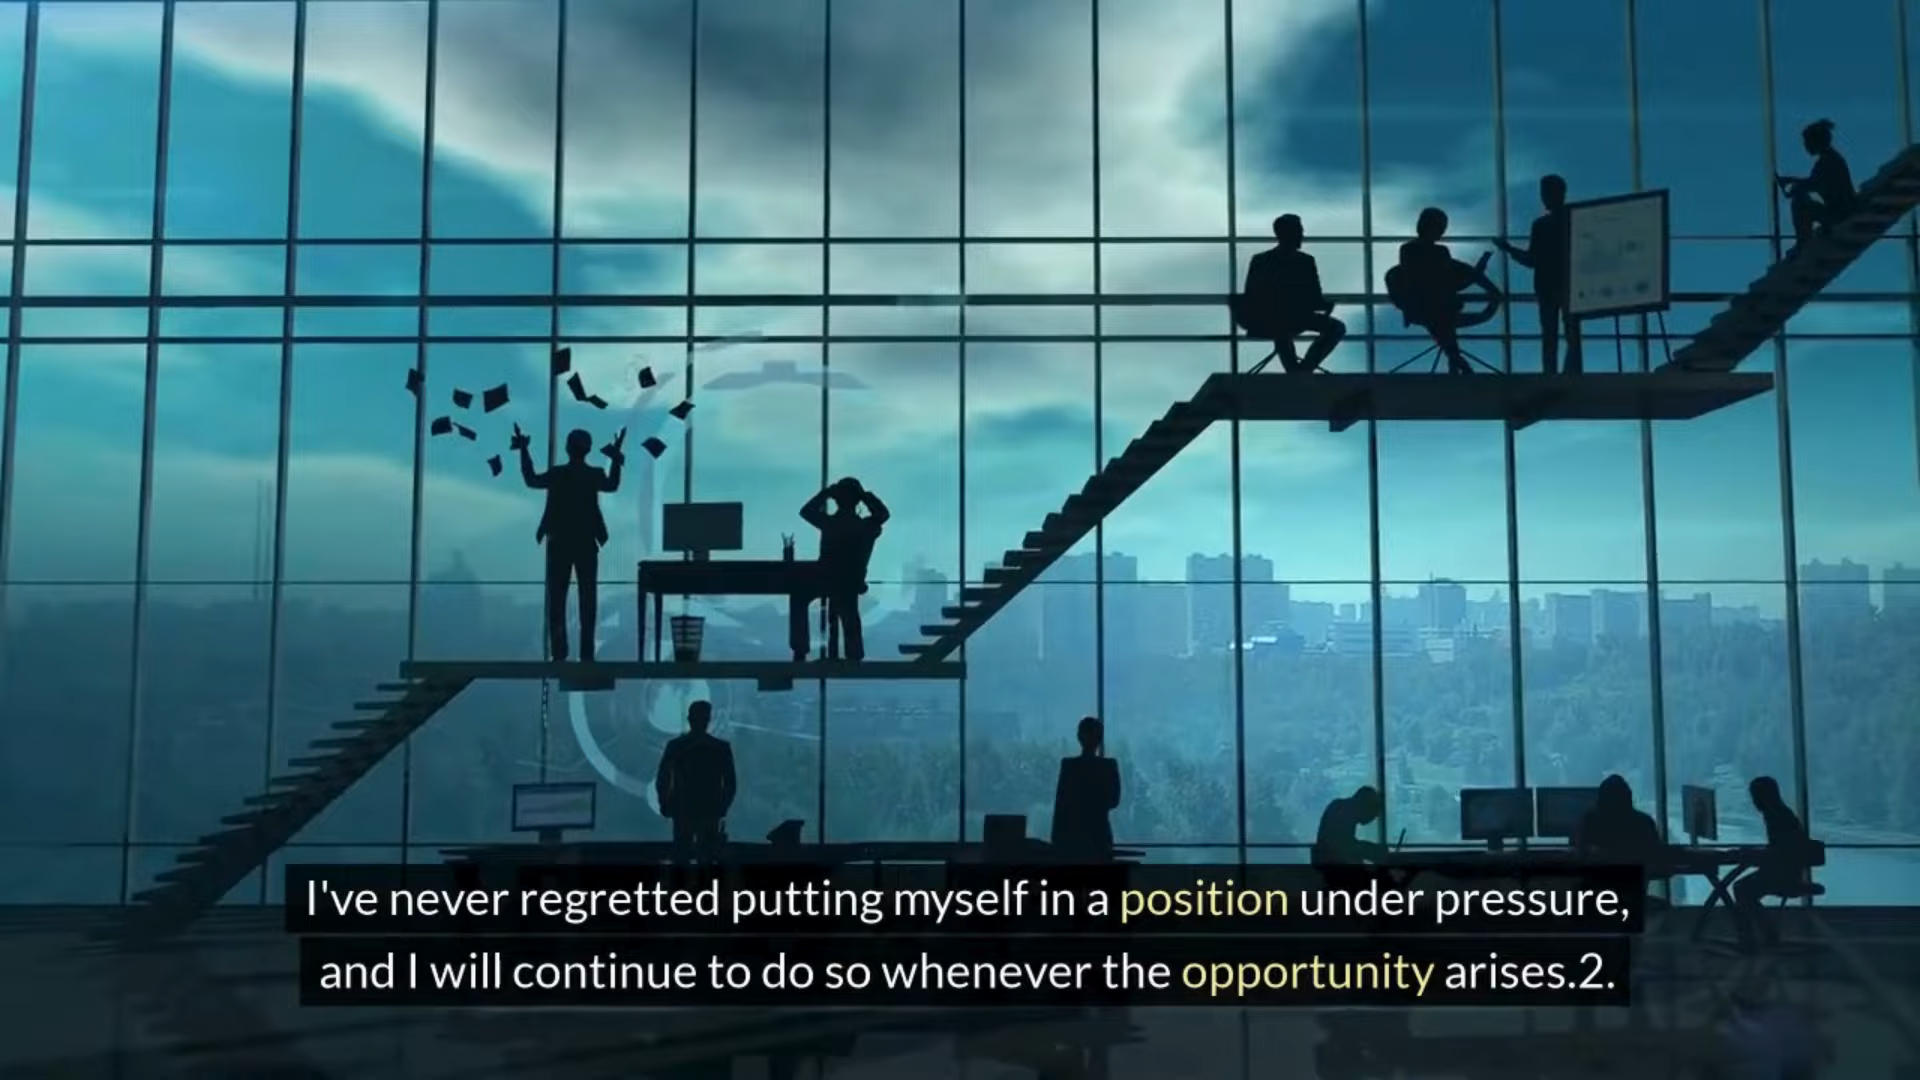 I've never regretted putting myself in a position under pressure,
and I will continue to do so whenever the opportunity arises.2.